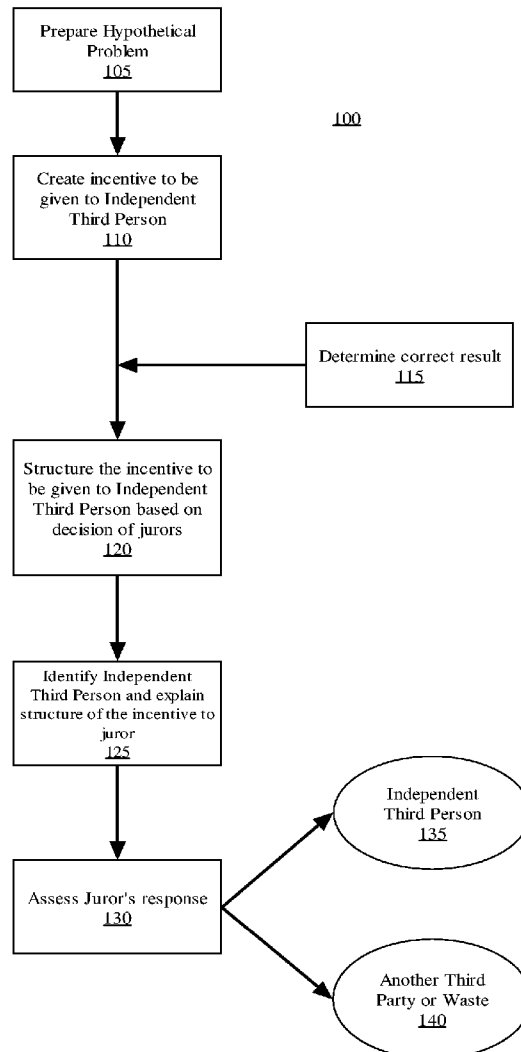 Prepare Hypothetical
Problem
105
100
Create incentive to be
given to Independent
Third Person
110
Determine correct result
115
Structure the incentive to
be given to Independent
Third Person based on
decision of jurors
120
Identify Independent
Third Person and explain
structure of the incentive to
juror
125
Independent
Third Person
135
Assess Juror's response
130
Another Third
Party or Waste
140